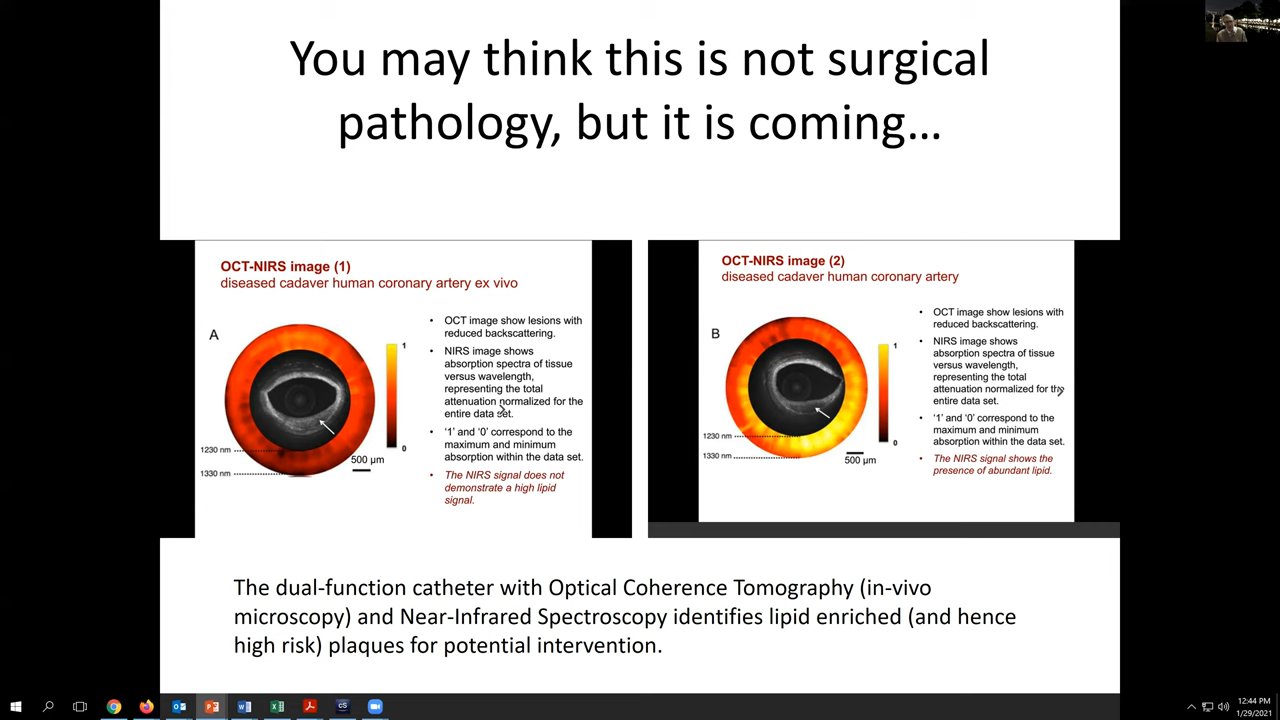 You may think this is not surgical
pathology, but it is coming...
OCT-NIRS image (1)
diseased cadaver human coronary artery ex vivo
A
1
0
1230 nm
1330 nm
500 µm
• OCT image show lesions with
reduced backscattering.
• NIRS image shows
absorption spectra of tissue
versus wavelength,
representing the total
attenuation normalized for the
entire data set.
• '1' and '0' correspond to the
maximum and minimum
absorption within the data set.
• The NIRS signal does not
demonstrate a high lipid
signal.
OCT-NIRS image (2)
diseased cadaver human coronary artery
B
1
0
1230 nm
1330 nm
500 µm
• OCT image show lesions with
reduced backscattering.
• NIRS image shows
absorption spectra of tissue
versus wavelength,
representing the total
attenuation normalized for the
entire data set.
• '1' and '0' correspond to the
maximum and minimum
absorption within the data set.
• The NIRS signal shows the
presence of abundant lipid.
The dual-function catheter with Optical Coherence Tomography (in-vivo
microscopy) and Near-Infrared Spectroscopy identifies lipid enriched (and hence
high risk) plaques for potential intervention.
cS
12:44 PM
1/29/2021